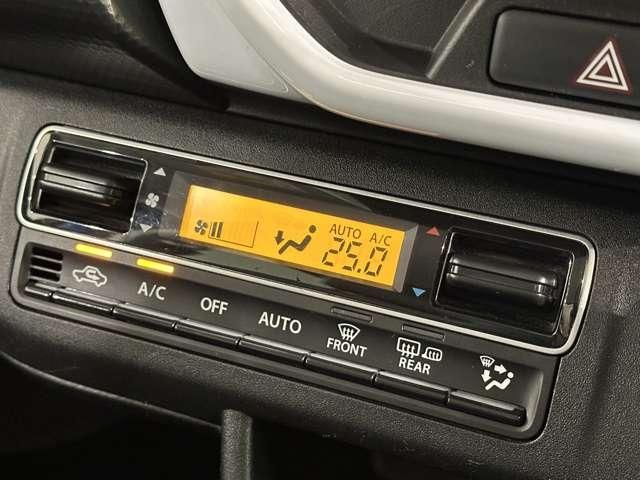 AUTO A/C
25.0
A/C
OFF
AUTO
FRONT
REAR